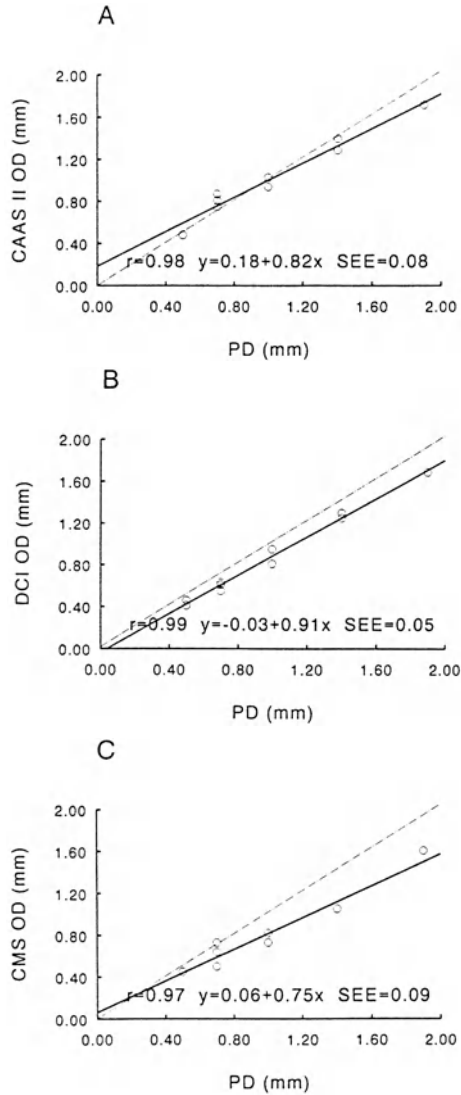 A
CAAS II OD (mm)
2.00
1.60
1.20
0.80
0.40
0.00
r=0.98 y=0.18+0.82x SEE=0.08
0.00 0.40 0.80 1.20 1.60 2.00
PD (mm)
B
DCI OD (mm)
2.00
1.60
1.20
0.80
0.40
0.00
r=0.99 y=-0.03+0.91x SEE=0.05
0.00 0.40 0.80 1.20 1.60 2.00
PD (mm)
C
CMS OD (mm)
2.00
1.60
1.20
0.80
0.40
0.00
r=0.97 y=0.06+0.75x SEE=0.09
0.00 0.40 0.80 1.20 1.60 2.00
PD (mm)